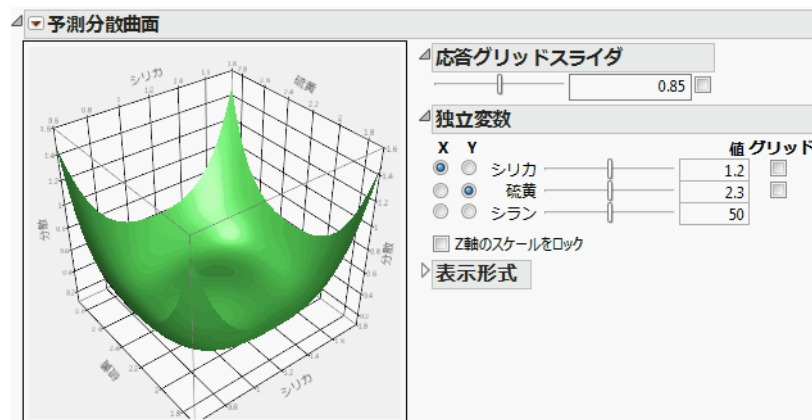 予測分散曲面
応答グリッドスライダ
0.85
独立変数
X Y 値 グリッド
シリカ 1.2
硫黄 2.3
シラン 50
Z軸のスケールをロック
表示形式
シリカ
硫黄
分散
分散
硫黄
シリカ